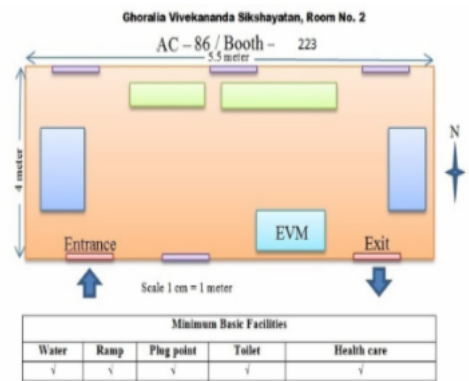 Ghoralia Vivekananda Sikshayatan, Room No. 2
AC – 86 / Booth – 223
5.5 meter
4 meter
N
EVM
Entrance
Exit
Scale 1 cm = 1 meter
Minimum Basic Facilities
Water Ramp Plug point Toilet Health care
√ √ √ √ √